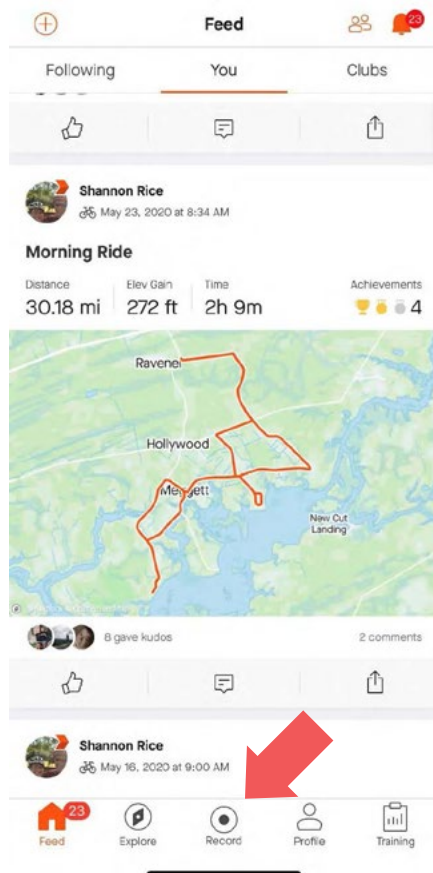 23
Feed
Following You Clubs
Shannon Rice
May 23, 2020 at 8:34 AM
Morning Ride
Distance Elev Gain Time Achievements
30.18 mi 272 ft 2h 9m 4
Ravenel
Hollywood
Meggett
New Cut
Landing
8 gave kudos 2 comments
Shannon Rice
May 16, 2020 at 9:00 AM
23
Feed Explore Record Profile Training